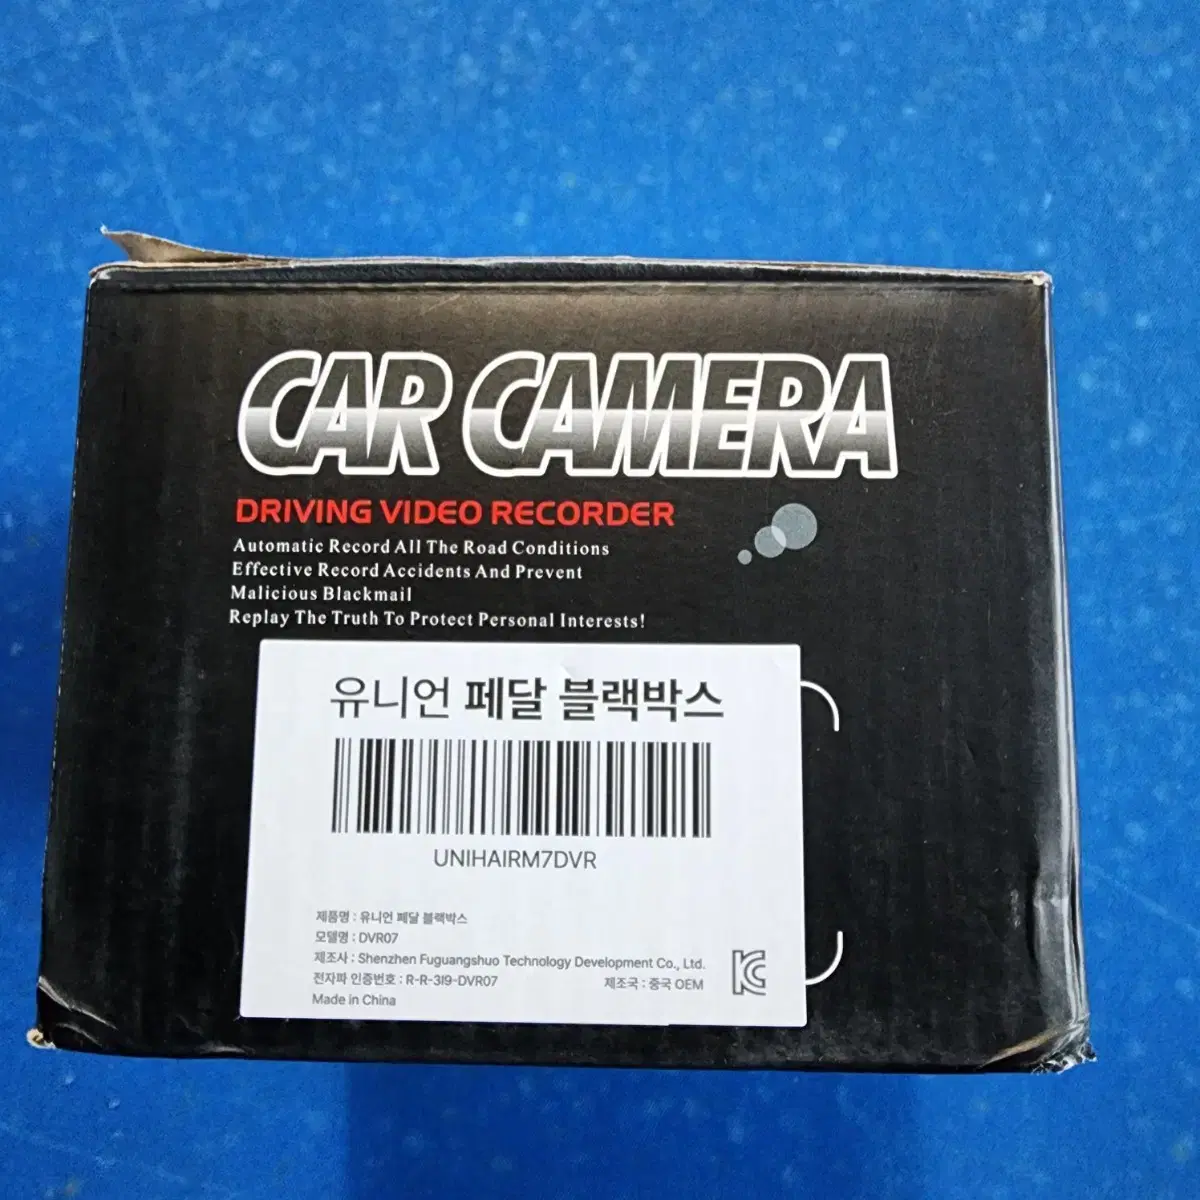 CAR CAMERA
DRIVING VIDEO RECORDER
Automatic Record All The Road Conditions
Effective Record Accidents And Prevent
Malicious Blackmail
Replay The Truth To Protect Personal Interests!
유니언 페달 블랙박스
UNIHAIRM7DVR
제품명 : 유니언 페달 블랙박스
모델명 : DVR07
제조사 : Shenzhen Fuguangshuo Technology Development Co., Ltd.
전자파 인증번호 : R-R-3I9-DVR07 제조국 : 중국 OEM
Made in China
KC